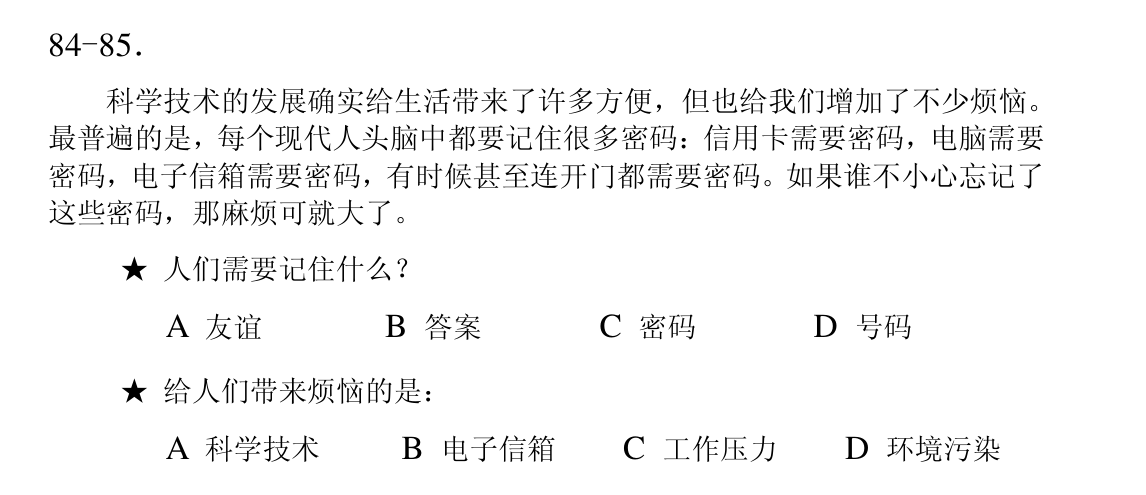 84-85.
科学技术的发展确实给生活带来了许多方便，但也给我们增加了不少烦恼。
最普遍的是，每个现代人头脑中都要记住很多密码：信用卡需要密码，电脑需要
密码，电子信箱需要密码，有时候甚至连开门都需要密码。如果谁不小心忘记了
这些密码，那麻烦可就大了。
★ 人们需要记住什么？
A 友谊 B 答案 C 密码 D 号码
★ 给人们带来烦恼的是：
A 科学技术 B 电子信箱 C 工作压力 D 环境污染